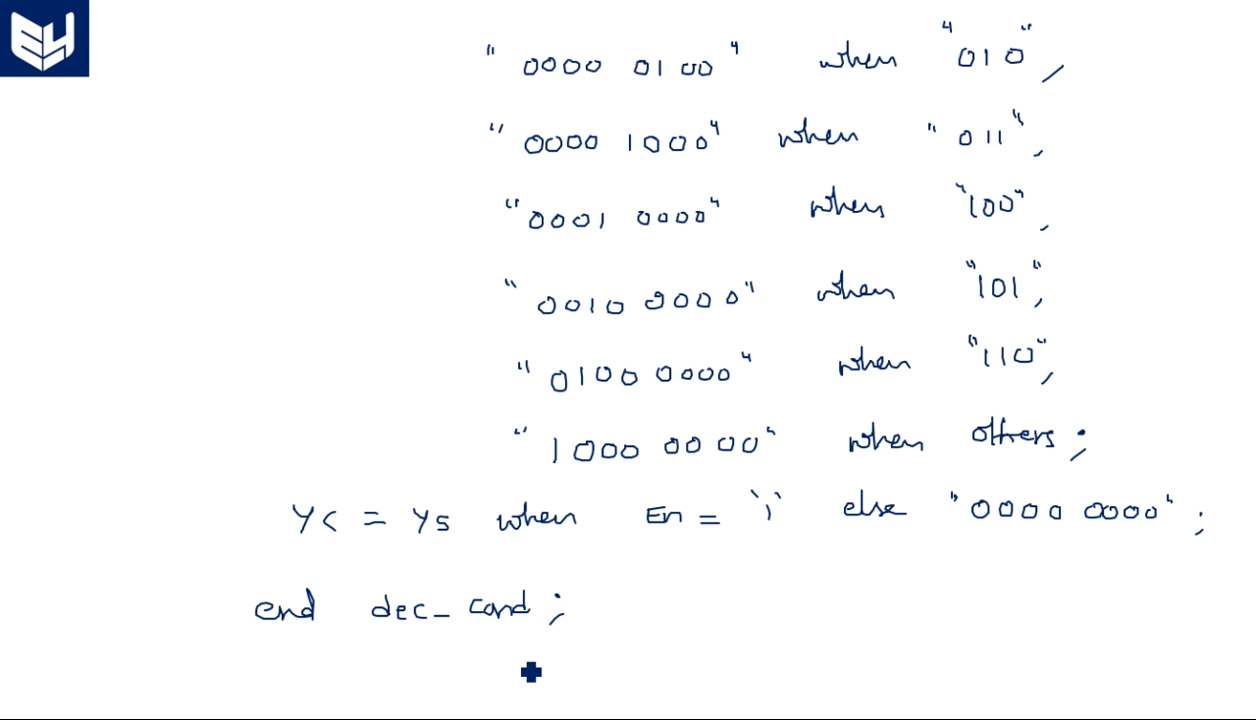 "0000 0100" when "010",
"0000 1000" when "011",
"0001 0000" when "100",
"0010 0000" when "101",
"0100 0000" when "110",
"1000 0000" when others;
Y <= Ys when En = '1' else "0000 0000";
end dec_cond;